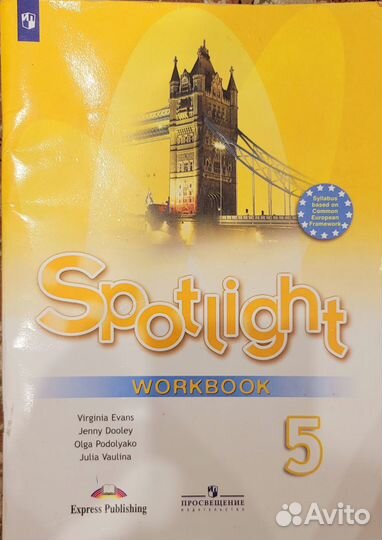 Syllabus
based on
Common
European
Framework
Spotlight
WORKBOOK
5
Virginia Evans
Jenny Dooley
Olga Podolyako
Julia Vaulina
Express Publishing
ПРОСВЕЩЕНИЕ
Avito